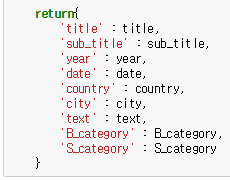 return{
'title' : title,
'sub_title' : sub_title,
'year' : year,
'date' : date,
'country' : country,
'city' : city,
'text' : text,
'B_category' : B_category,
'S_category' : S_category
}